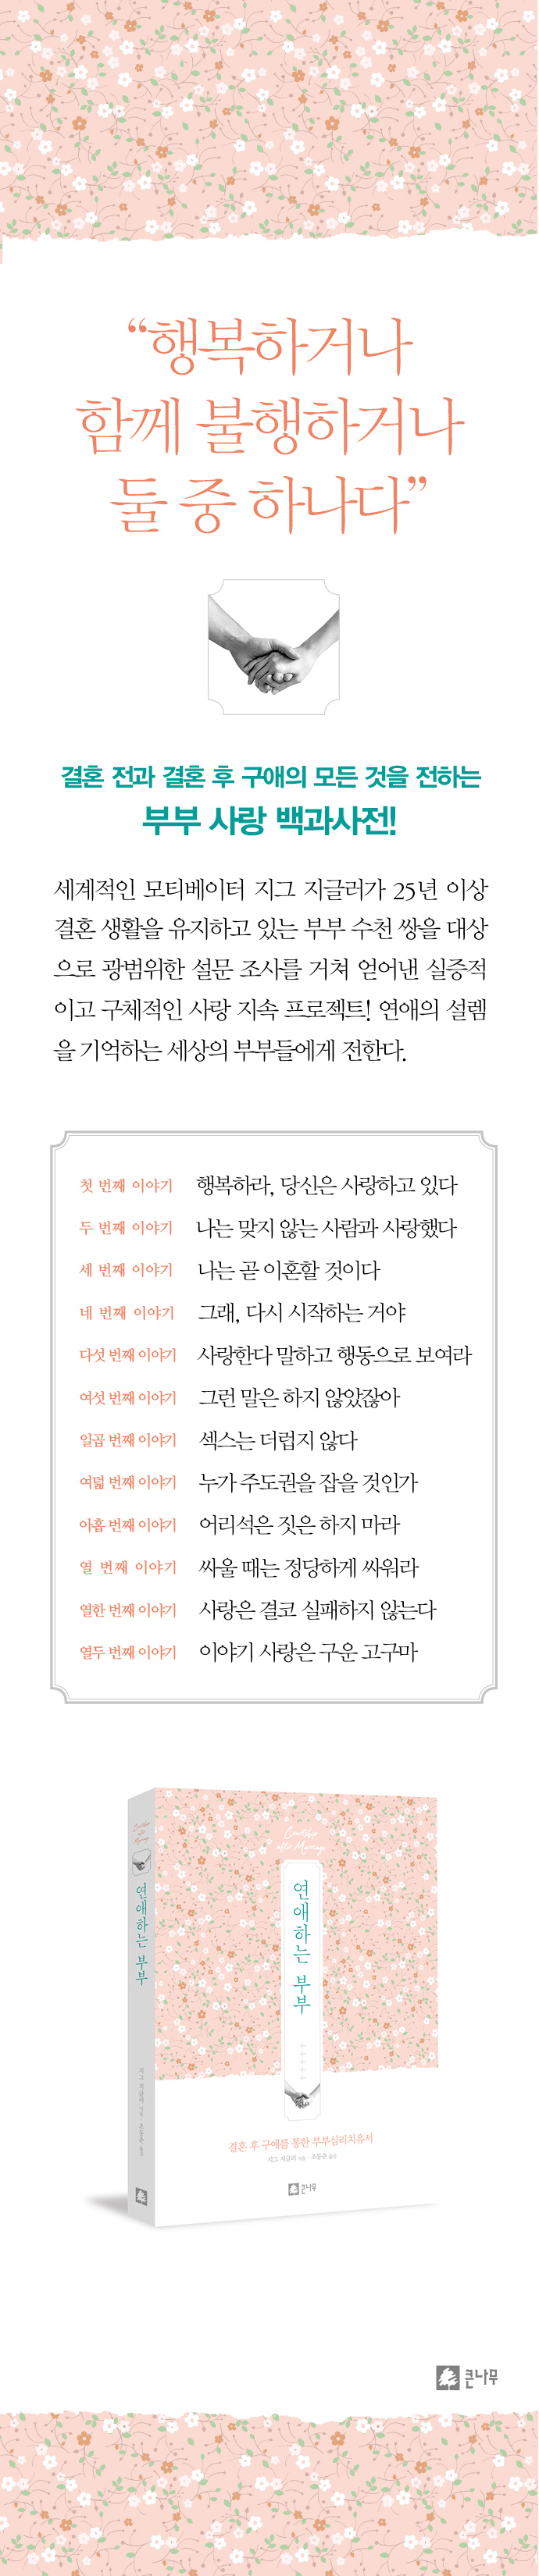 “행복하거나
함께 불행하거나
둘 중 하나다”
결혼 전과 결혼 후 구애의 모든 것을 전하는
부부 사랑 백과사전!
세계적인 모티베이터 지그 지글러가 25년 이상
결혼 생활을 유지하고 있는 부부 수천 쌍을 대상
으로 광범위한 설문 조사를 거쳐 얻어낸 실증적
이고 구체적인 사랑 지속 프로젝트! 연애의 설렘
을 기억하는 세상의 부부들에게 전한다.
첫 번째 이야기 행복하라, 당신은 사랑하고 있다
두 번째 이야기 나는 맞지 않는 사람과 사랑했다
세 번째 이야기 나는 곧 이혼할 것이다
네 번째 이야기 그래, 다시 시작하는 거야
다섯 번째 이야기 사랑한다 말하고 행동으로 보여라
여섯 번째 이야기 그런 말은 하지 않았잖아
일곱 번째 이야기 섹스는 더럽지 않다
여덟 번째 이야기 누가 주도권을 잡을 것인가
아홉 번째 이야기 어리석은 짓은 하지 마라
열 번째 이야기 싸울 때는 정당하게 싸워라
열한 번째 이야기 사랑은 결코 실패하지 않는다
열두 번째 이야기 이야기 사랑은 구운 고구마
Courtship
after
Marriage
연애하는 부부
지그 지글러 지음 · 조동춘 옮김
Courtship
after Marriage
연애하는 부부
결혼 후 구애를 통한 부부심리치유서
지그 지글러 지음 · 조동춘 옮김
큰나무
큰나무